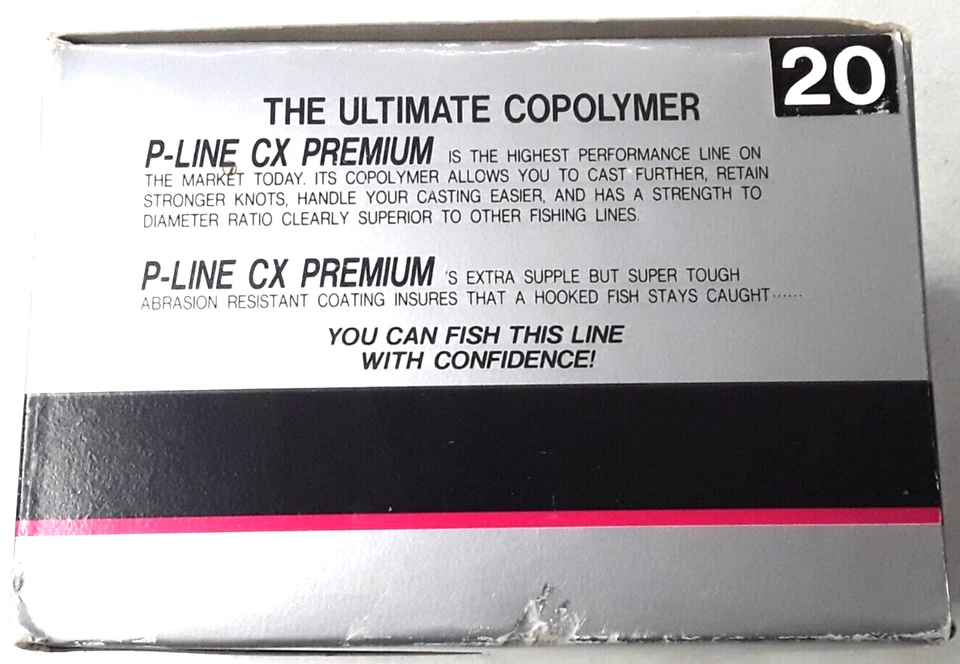 20
THE ULTIMATE COPOLYMER
P-LINE CX PREMIUM IS THE HIGHEST PERFORMANCE LINE ON
THE MARKET TODAY. ITS COPOLYMER ALLOWS YOU TO CAST FURTHER, RETAIN
STRONGER KNOTS, HANDLE YOUR CASTING EASIER, AND HAS A STRENGTH TO
DIAMETER RATIO CLEARLY SUPERIOR TO OTHER FISHING LINES.
P-LINE CX PREMIUM 'S EXTRA SUPPLE BUT SUPER TOUGH
ABRASION RESISTANT COATING INSURES THAT A HOOKED FISH STAYS CAUGHT······
YOU CAN FISH THIS LINE
WITH CONFIDENCE!